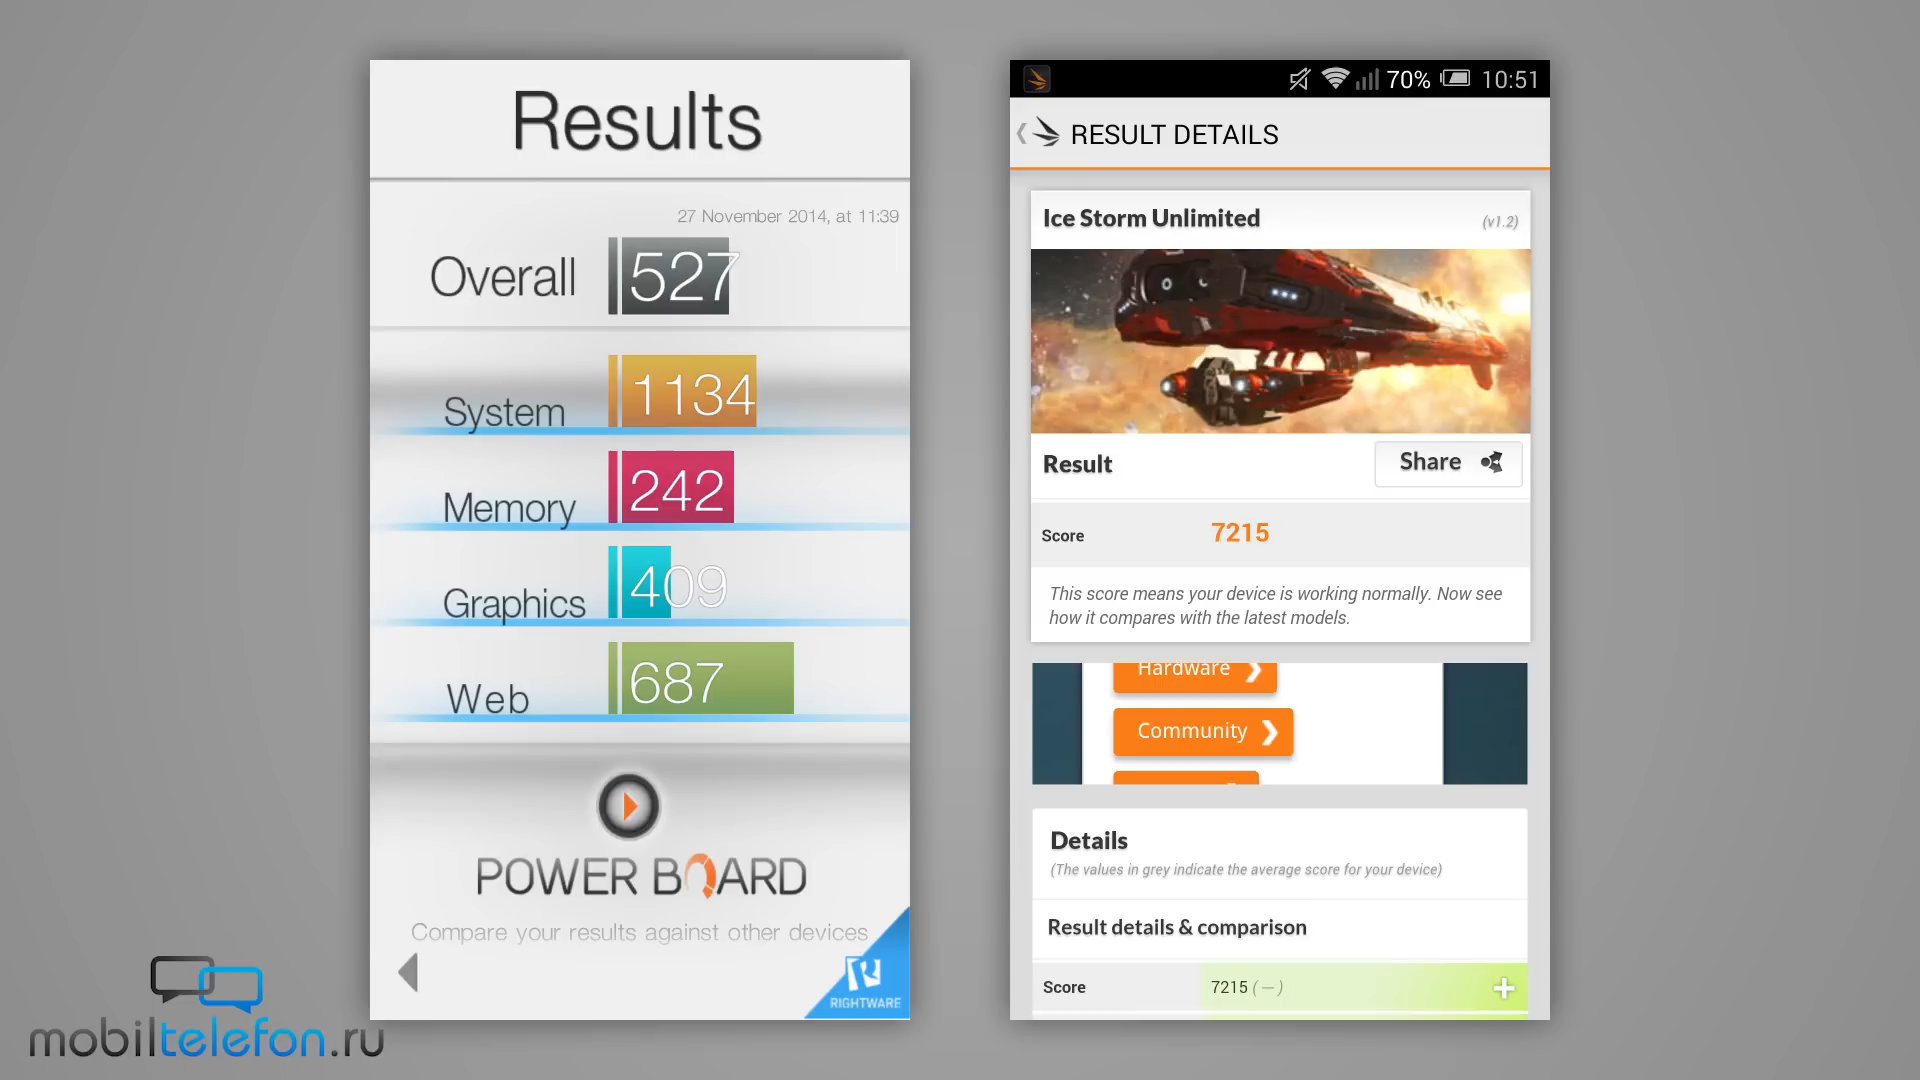 Results
27 November 2014, at 11:39
Overall 527
System 1134
Memory 242
Graphics 409
Web 687
POWER BOARD
Compare your results against other devices
RIGHTWARE
70% 10:51
RESULT DETAILS
Ice Storm Unlimited (v1.2)
Result Share
Score 7215
This score means your device is working normally. Now see
how it compares with the latest models.
Hardware
Community
Details
(The values in grey indicate the average score for your device)
Result details & comparison
Score 7215 (—)
mobiltelefon.ru